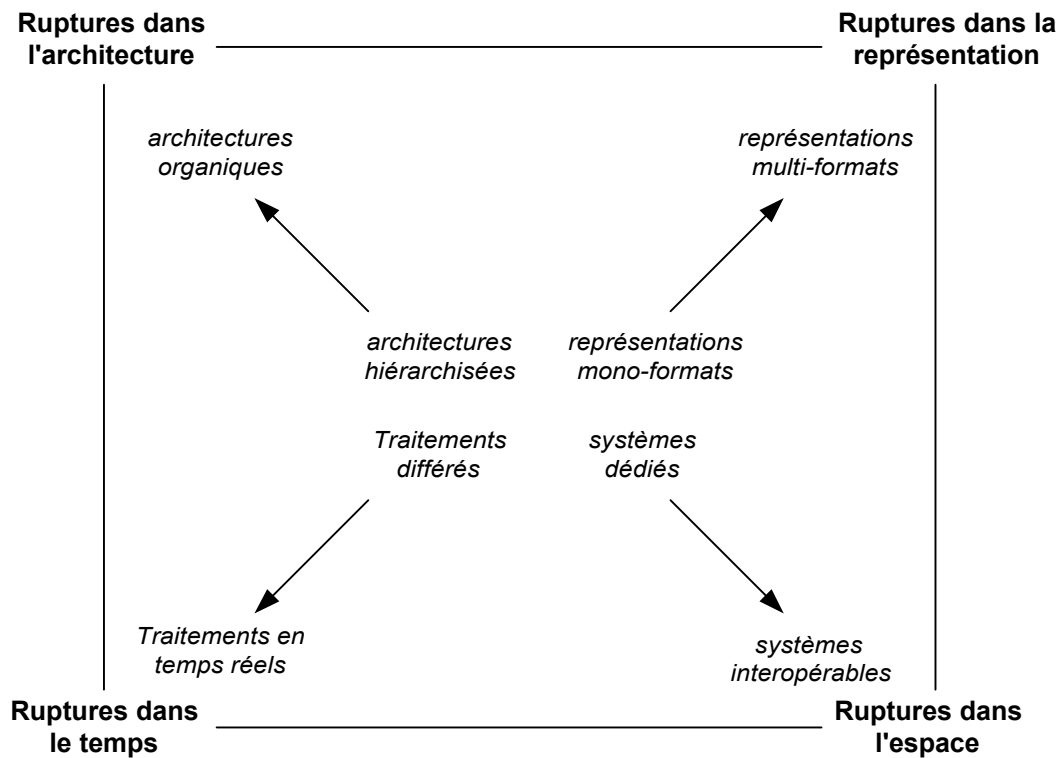 Ruptures dans
l'architecture
Ruptures dans la
représentation
architectures
organiques
représentations
multi-formats
architectures
hiérarchisées
représentations
mono-formats
Traitements
différés
systèmes
dédiés
Traitements en
temps réels
systèmes
interopérables
Ruptures dans
le temps
Ruptures dans
l'espace